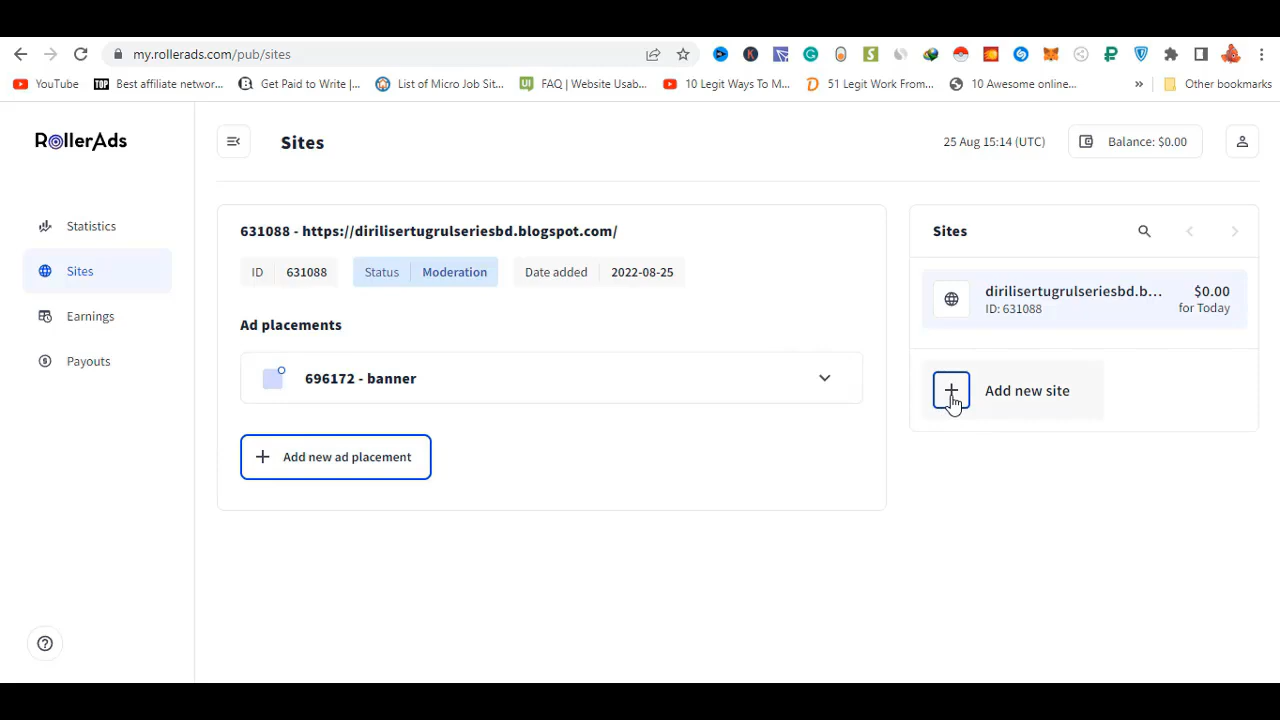 my.rollerads.com/pub/sites
YouTube
TOP Best affiliate networ...
Get Paid to Write |...
List of Micro Job Sit...
UI FAQ | Website Usab...
10 Legit Ways To M...
51 Legit Work From...
10 Awesome online...
»
Other bookmarks
RollerAds
Sites
25 Aug 15:14 (UTC)
Balance: $0.00
Statistics
Sites
Earnings
Payouts
631088 - https://dirilisertugrulseriesbd.blogspot.com/
ID 631088 Status Moderation Date added 2022-08-25
Ad placements
696172 - banner
+ Add new ad placement
Sites
dirilisertugrulseriesbd.b... $0.00
ID: 631088 for Today
+ Add new site